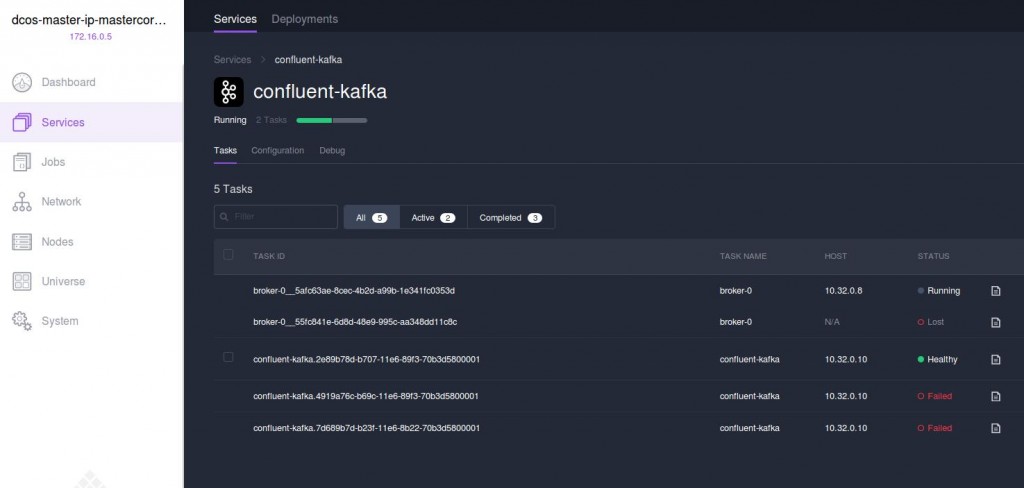 dcos-master-ip-mastercor...
172.16.0.5
Dashboard
Services
Jobs
Network
Nodes
Universe
System
Services Deployments
Services > confluent-kafka
confluent-kafka
Running 2 Tasks
Tasks Configuration Debug
5 Tasks
Filter All 5 Active 2 Completed 3
TASK ID TASK NAME HOST STATUS
broker-0__5afc63ae-8cec-4b2d-a99b-1e341fc0353d broker-0 10.32.0.8 Running
broker-0__55fc841e-6d8d-48e9-995c-aa348dd11c8c broker-0 N/A Lost
confluent-kafka.2e89b78d-b707-11e6-89f3-70b3d5800001 confluent-kafka 10.32.0.10 Healthy
confluent-kafka.4919a76c-b69c-11e6-89f3-70b3d5800001 confluent-kafka 10.32.0.10 Failed
confluent-kafka.7d689b7d-b23f-11e6-8b22-70b3d5800001 confluent-kafka 10.32.0.10 Failed